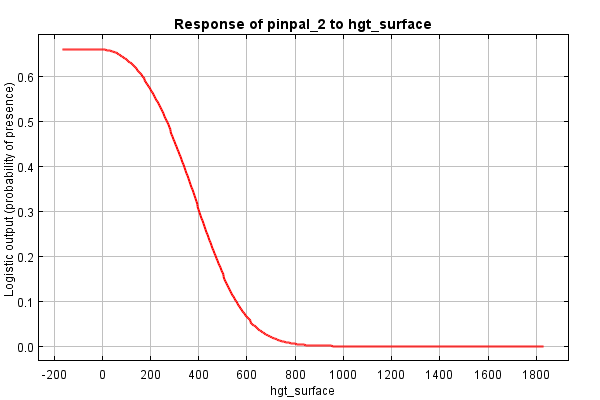 Response of pinpal_2 to hgt_surface
Logistic output (probability of presence)
0.6
0.5
0.4
0.3
0.2
0.1
0.0
-200 0 200 400 600 800 1000 1200 1400 1600 1800
hgt_surface